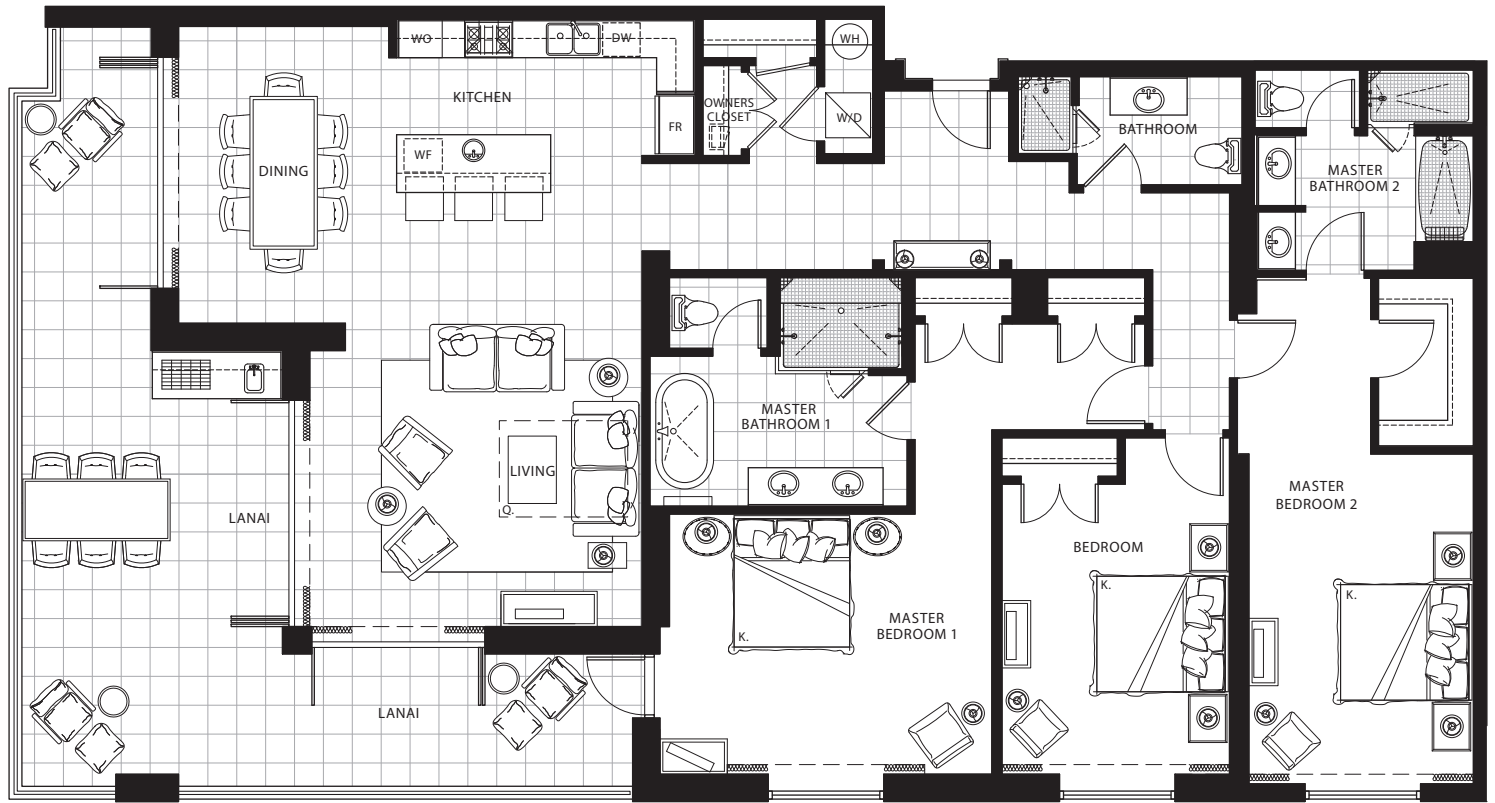 WO
DW
WH
KITCHEN
OWNERS
CLOSET
FR
W/D
BATHROOM
WF
DINING
MASTER
BATHROOM 2
MASTER
BATHROOM 1
LIVING
Q.
LANAI
MASTER
BEDROOM 2
BEDROOM
K.
K.
MASTER
BEDROOM 1
K.
LANAI